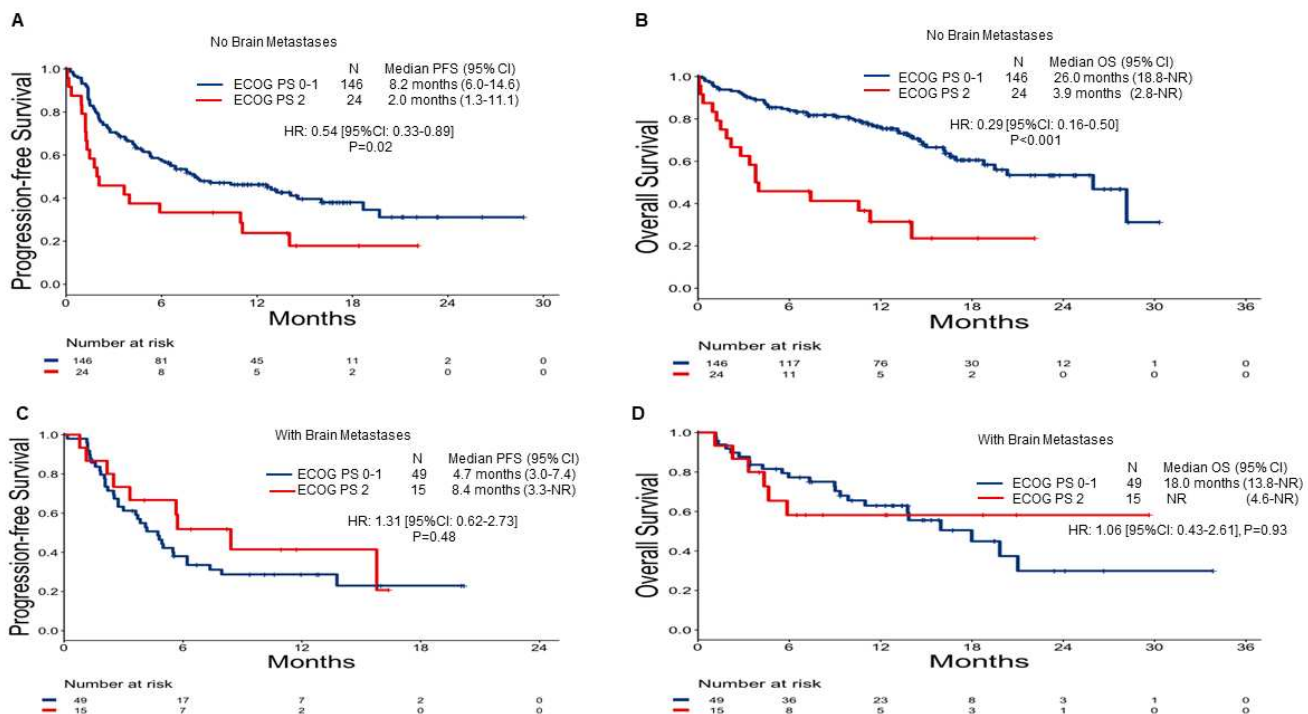 A
No Brain Metastases
N Median PFS (95% CI)
ECOG PS 0-1 146 8.2 months (6.0-14.6)
ECOG PS 2 24 2.0 months (1.3-11.1)
HR: 0.54 [95%CI: 0.33-0.89]
P=0.02
Progression-free Survival
1.0
0.8
0.6
0.4
0.2
0.0
0 6 12 18 24 30
Months
Number at risk
146 81 45 11 2 0
24 8 5 2 0 0
B
No Brain Metastases
N Median OS (95% CI)
ECOG PS 0-1 146 26.0 months (18.8-NR)
ECOG PS 2 24 3.9 months (2.8-NR)
HR: 0.29 [95%CI: 0.16-0.50]
P<0.001
Overall Survival
1.0
0.8
0.6
0.4
0.2
0.0
0 6 12 18 24 30 36
Months
Number at risk
146 117 76 30 12 1 0
24 11 5 2 0 0 0
C
With Brain Metastases
N Median PFS (95% CI)
ECOG PS 0-1 49 4.7 months (3.0-7.4)
ECOG PS 2 15 8.4 months (3.3-NR)
HR: 1.31 [95%CI: 0.62-2.73]
P=0.48
Progression-free Survival
1.0
0.8
0.6
0.4
0.2
0.0
0 6 12 18 24
Months
Number at risk
49 17 7 2 0
15 7 2 0 0
D
With Brain Metastases
N Median OS (95% CI)
ECOG PS 0-1 49 18.0 months (13.8-NR)
ECOG PS 2 15 NR (4.6-NR)
HR: 1.06 [95%CI: 0.43-2.61], P=0.93
Overall Survival
1.0
0.8
0.6
0.4
0.2
0.0
0 6 12 18 24 30 36
Months
Number at risk
49 36 23 8 3 1 0
15 8 5 3 1 0 0